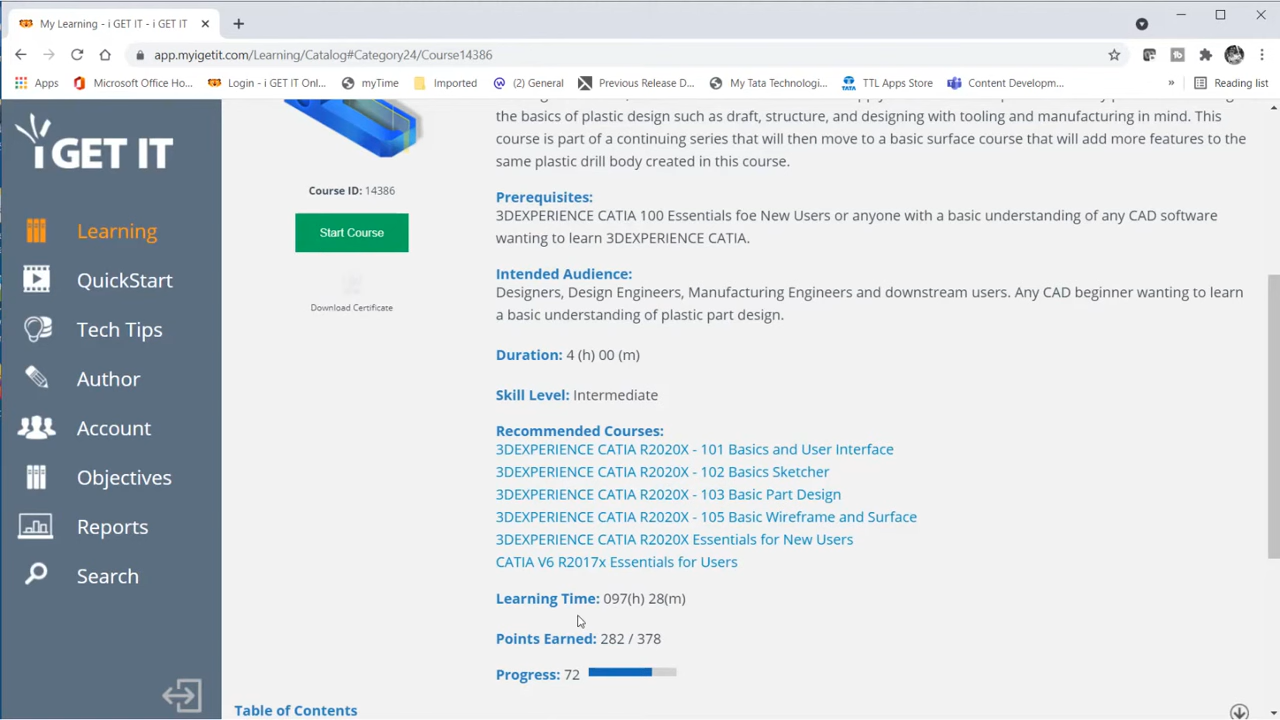 My Learning - i GET IT - i GET IT
app.myigetit.com/Learning/Catalog#Category24/Course14386
Apps
Microsoft Office Ho...
Login - i GET IT Onl...
myTime
Imported
(2) General
Previous Release D...
My Tata Technologi...
TATA
TTL Apps Store
Content Developm...
»
Reading list
i GET IT
Learning
QuickStart
Tech Tips
Author
Account
Objectives
Reports
Search
Course ID: 14386
Start Course
Download Certificate
the basics of plastic design such as draft, structure, and designing with tooling and manufacturing in mind. This
course is part of a continuing series that will then move to a basic surface course that will add more features to the
same plastic drill body created in this course.
Prerequisites:
3DEXPERIENCE CATIA 100 Essentials foe New Users or anyone with a basic understanding of any CAD software
wanting to learn 3DEXPERIENCE CATIA.
Intended Audience:
Designers, Design Engineers, Manufacturing Engineers and downstream users. Any CAD beginner wanting to learn
a basic understanding of plastic part design.
Duration: 4 (h) 00 (m)
Skill Level: Intermediate
Recommended Courses:
3DEXPERIENCE CATIA R2020X - 101 Basics and User Interface
3DEXPERIENCE CATIA R2020X - 102 Basics Sketcher
3DEXPERIENCE CATIA R2020X - 103 Basic Part Design
3DEXPERIENCE CATIA R2020X - 105 Basic Wireframe and Surface
3DEXPERIENCE CATIA R2020X Essentials for New Users
CATIA V6 R2017x Essentials for Users
Learning Time: 097(h) 28(m)
Points Earned: 282 / 378
Progress: 72
Table of Contents